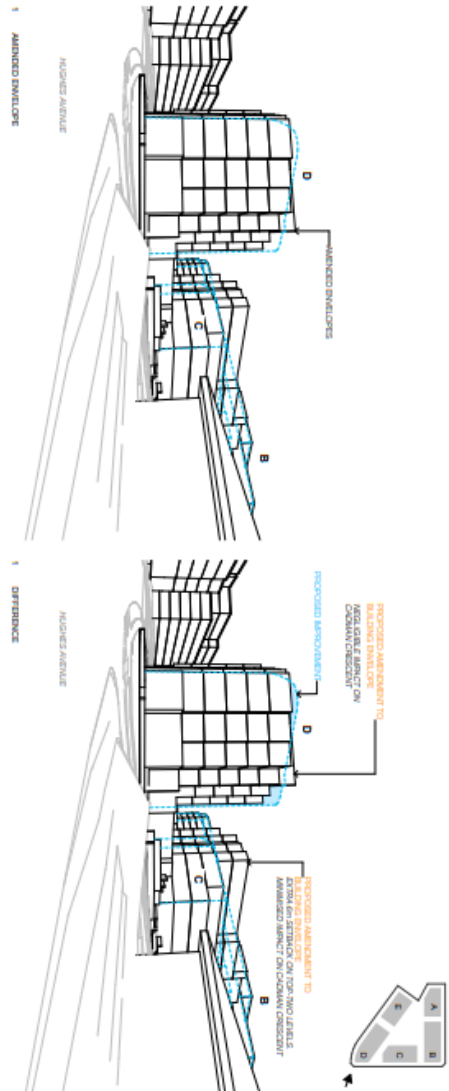 PROPOSED AMENDMENT TO
BUILDING ENVELOPE
NEGLIGIBLE IMPACT ON
CADMAN CRESCENT
PROPOSED IMPROVEMENT
AMENDED ENVELOPES
D
C
B
HUGHES AVENUE
1 AMENDED ENVELOPE
D
C
B
PROPOSED AMENDMENT TO
BUILDING ENVELOPE
EXTRA 6m SETBACK ON TOP-TWO LEVELS.
MINIMISED IMPACT ON CADMAN CRESCENT
HUGHES AVENUE
1 DIFFERENCE
A
B
C
D
E